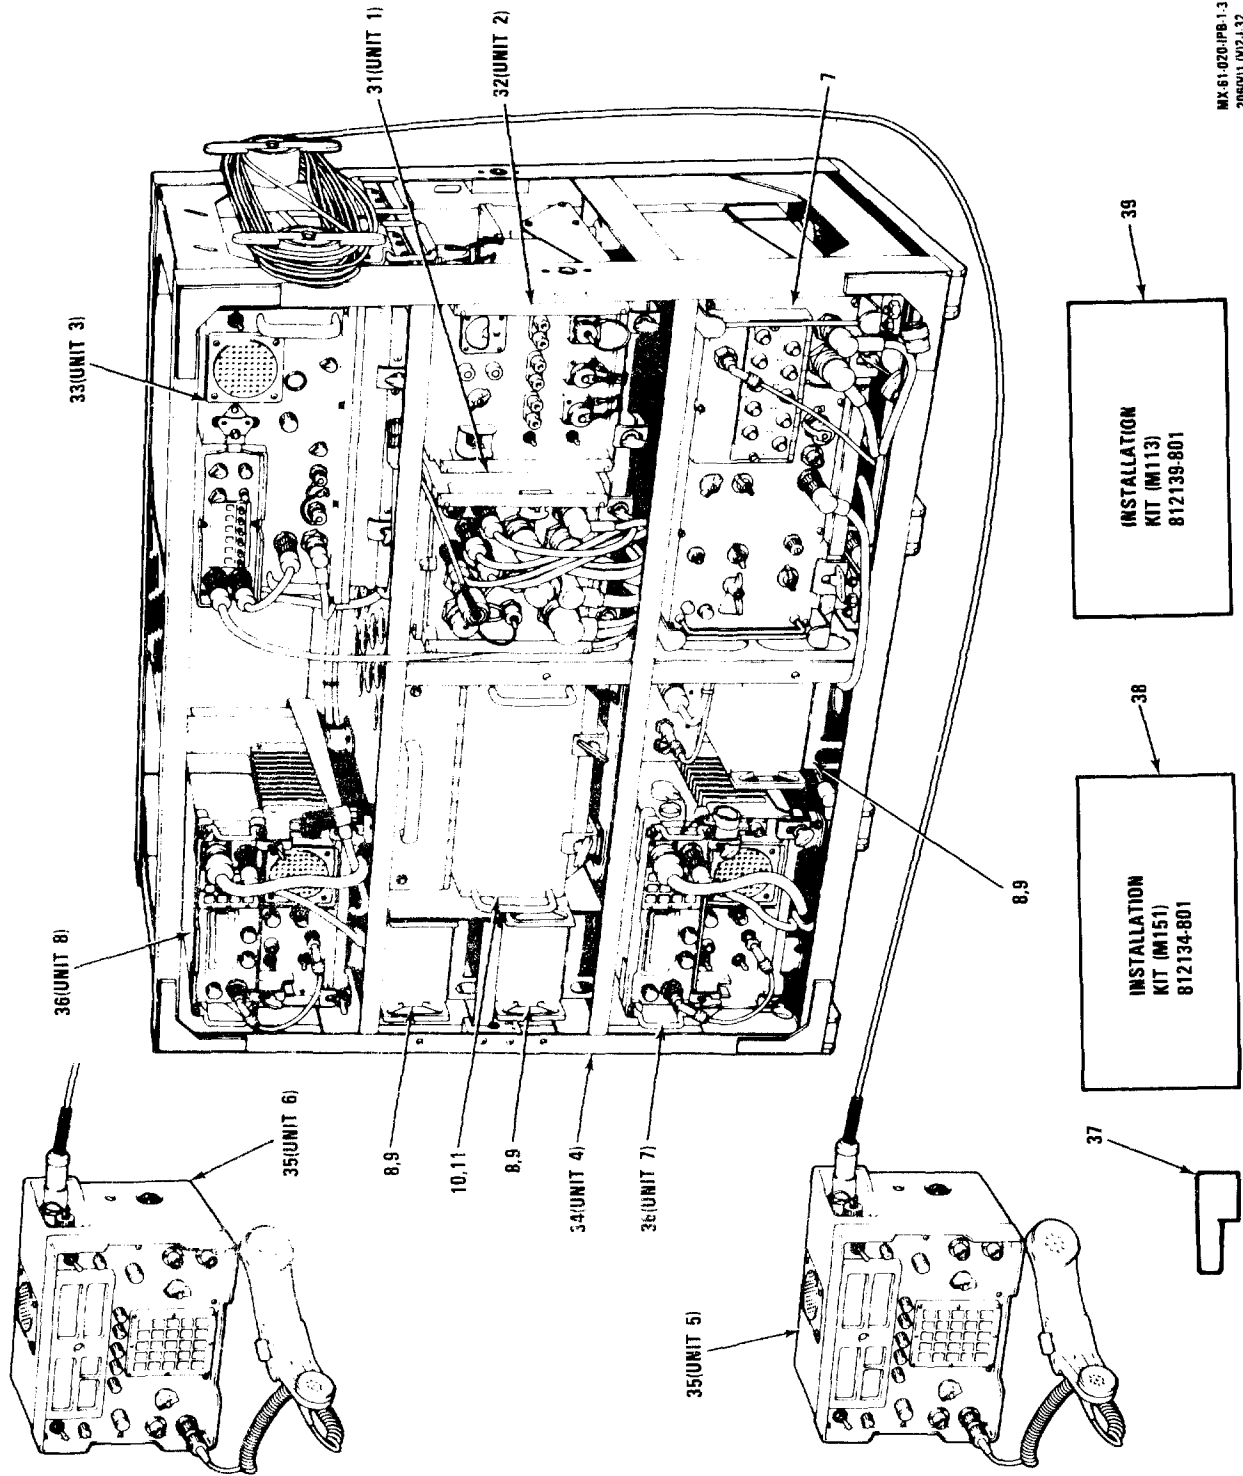 33(UNIT 3)
31(UNIT 1)
32(UNIT 2)
7
36(UNIT 8)
35(UNIT 6)
8,9
10,11
8,9
34(UNIT 4)
36(UNIT 7)
35(UNIT 5)
8,9
37
38
39
INSTALLATION
KIT (M151)
812134-801
INSTALLATION
KIT (M113)
812139-801
MX-61-020-IPB-1-3